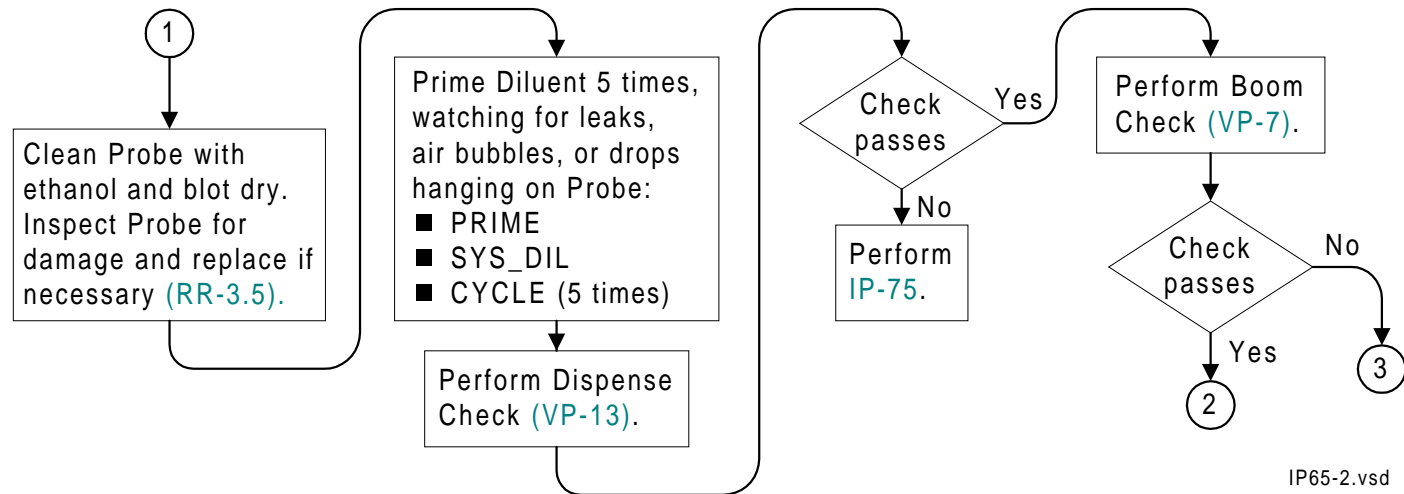 1
Clean Probe with
ethanol and blot dry.
Inspect Probe for
damage and replace if
necessary (RR-3.5).
Prime Diluent 5 times,
watching for leaks,
air bubbles, or drops
hanging on Probe:
■ PRIME
■ SYS_DIL
■ CYCLE (5 times)
Perform Dispense
Check (VP-13).
Check
passes
Yes
No
Perform
IP-75.
Perform Boom
Check (VP-7).
Check
passes
No
Yes
3
2
IP65-2.vsd